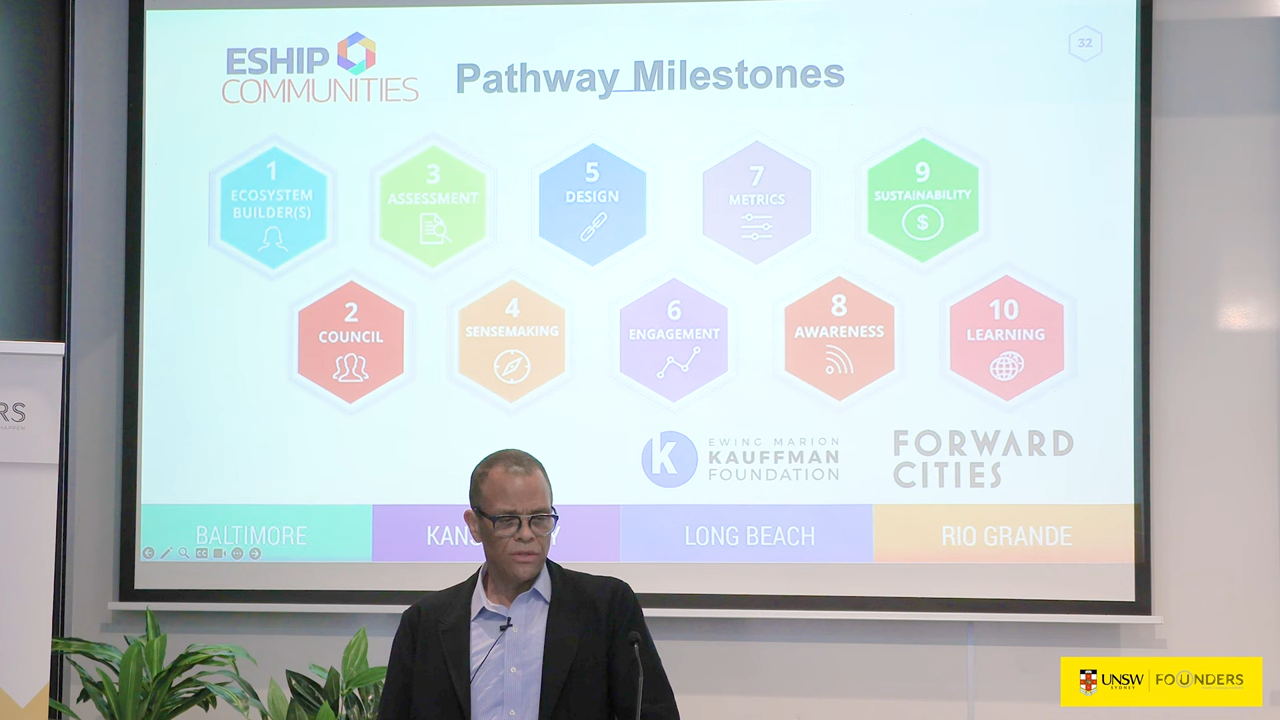 32
ESHIP
COMMUNITIES
Pathway Milestones
1
ECOSYSTEM
BUILDER(S)
3
ASSESSMENT
5
DESIGN
7
METRICS
9
SUSTAINABILITY
$
2
COUNCIL
4
SENSEMAKING
6
ENGAGEMENT
8
AWARENESS
10
LEARNING
K
EWING MARION
KAUFFMAN
FOUNDATION
FORWARD
CITIES
BALTIMORE
LONG BEACH
RIO GRANDE
CC
RS
UNSW
SYDNEY
FOUNDERS